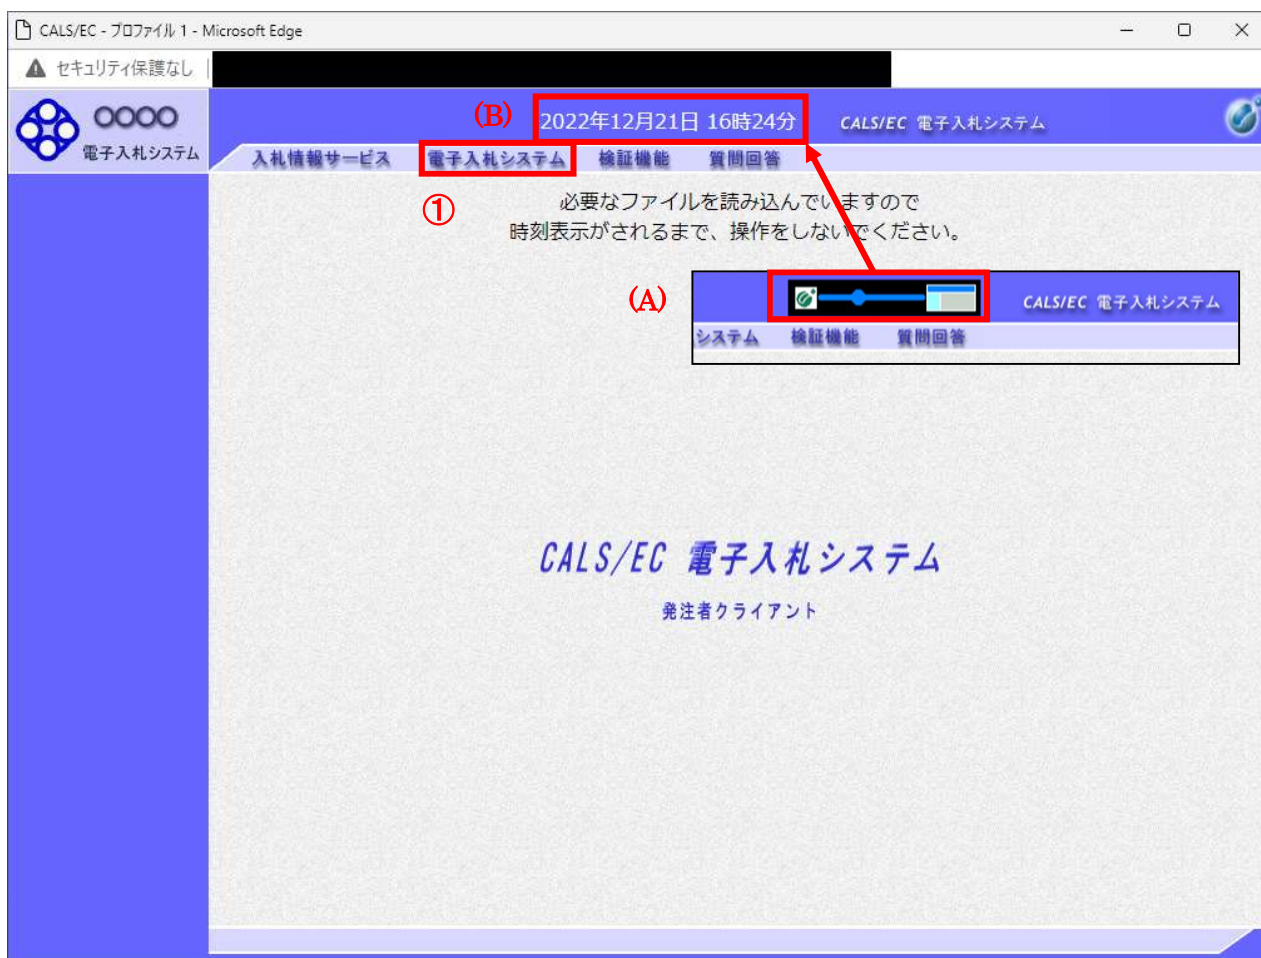 CALS/EC - プロファイル 1 - Microsoft Edge
セキュリティ保護なし
○○○○
電子入札システム
(B) 2022年12月21日 16時24分 CALS/EC 電子入札システム
入札情報サービス 電子入札システム 検証機能 質問回答
①
必要なファイルを読み込んでいますので
時刻表示がされるまで、操作をしないでください。
(A)
CALS/EC 電子入札システム
システム 検証機能 質問回答
CALS/EC 電子入札システム
発注者クライアント